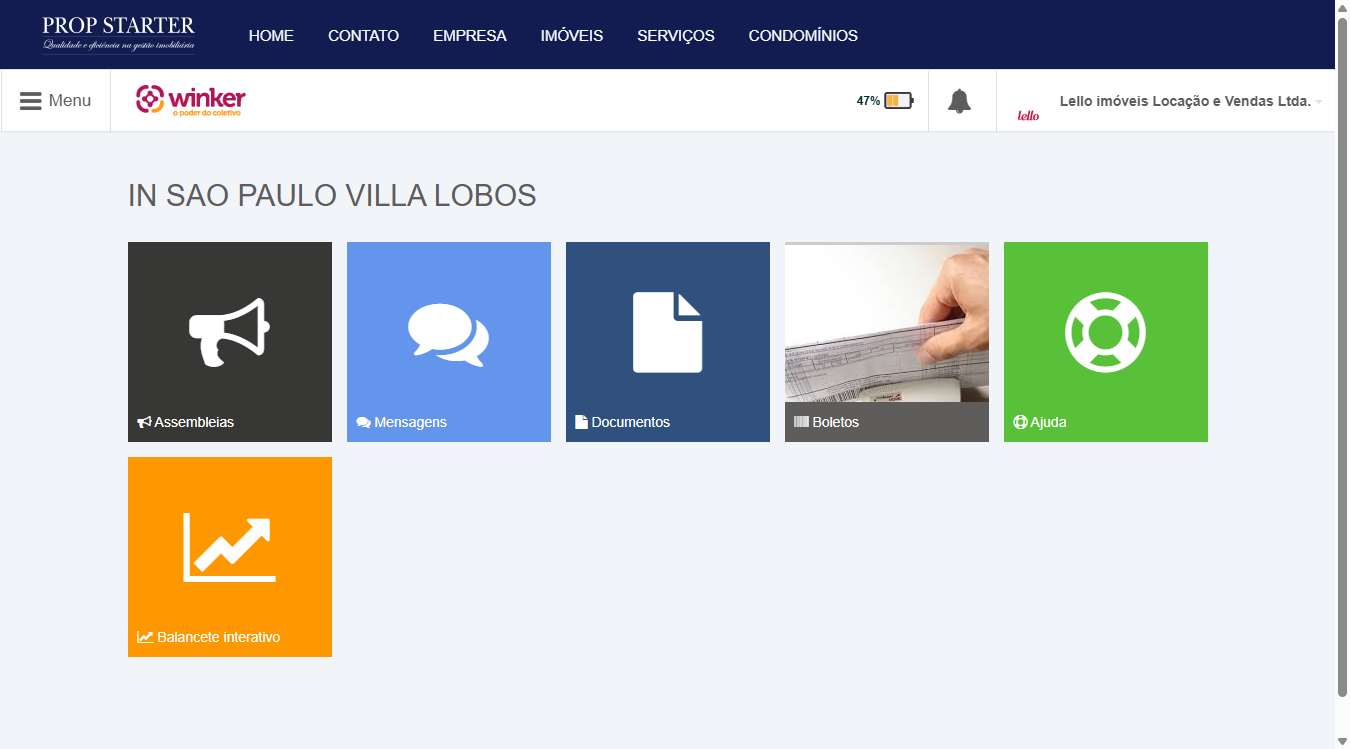 PROP STARTER
Qualidade e eficiência na gestão imobiliária
HOME CONTATO EMPRESA IMÓVEIS SERVIÇOS CONDOMÍNIOS
Menu
winker
o poder do coletivo
47%
lello
Lello imóveis Locação e Vendas Ltda.
IN SAO PAULO VILLA LOBOS
Assembleias
Mensagens
Documentos
Boletos
Ajuda
Balancete interativo